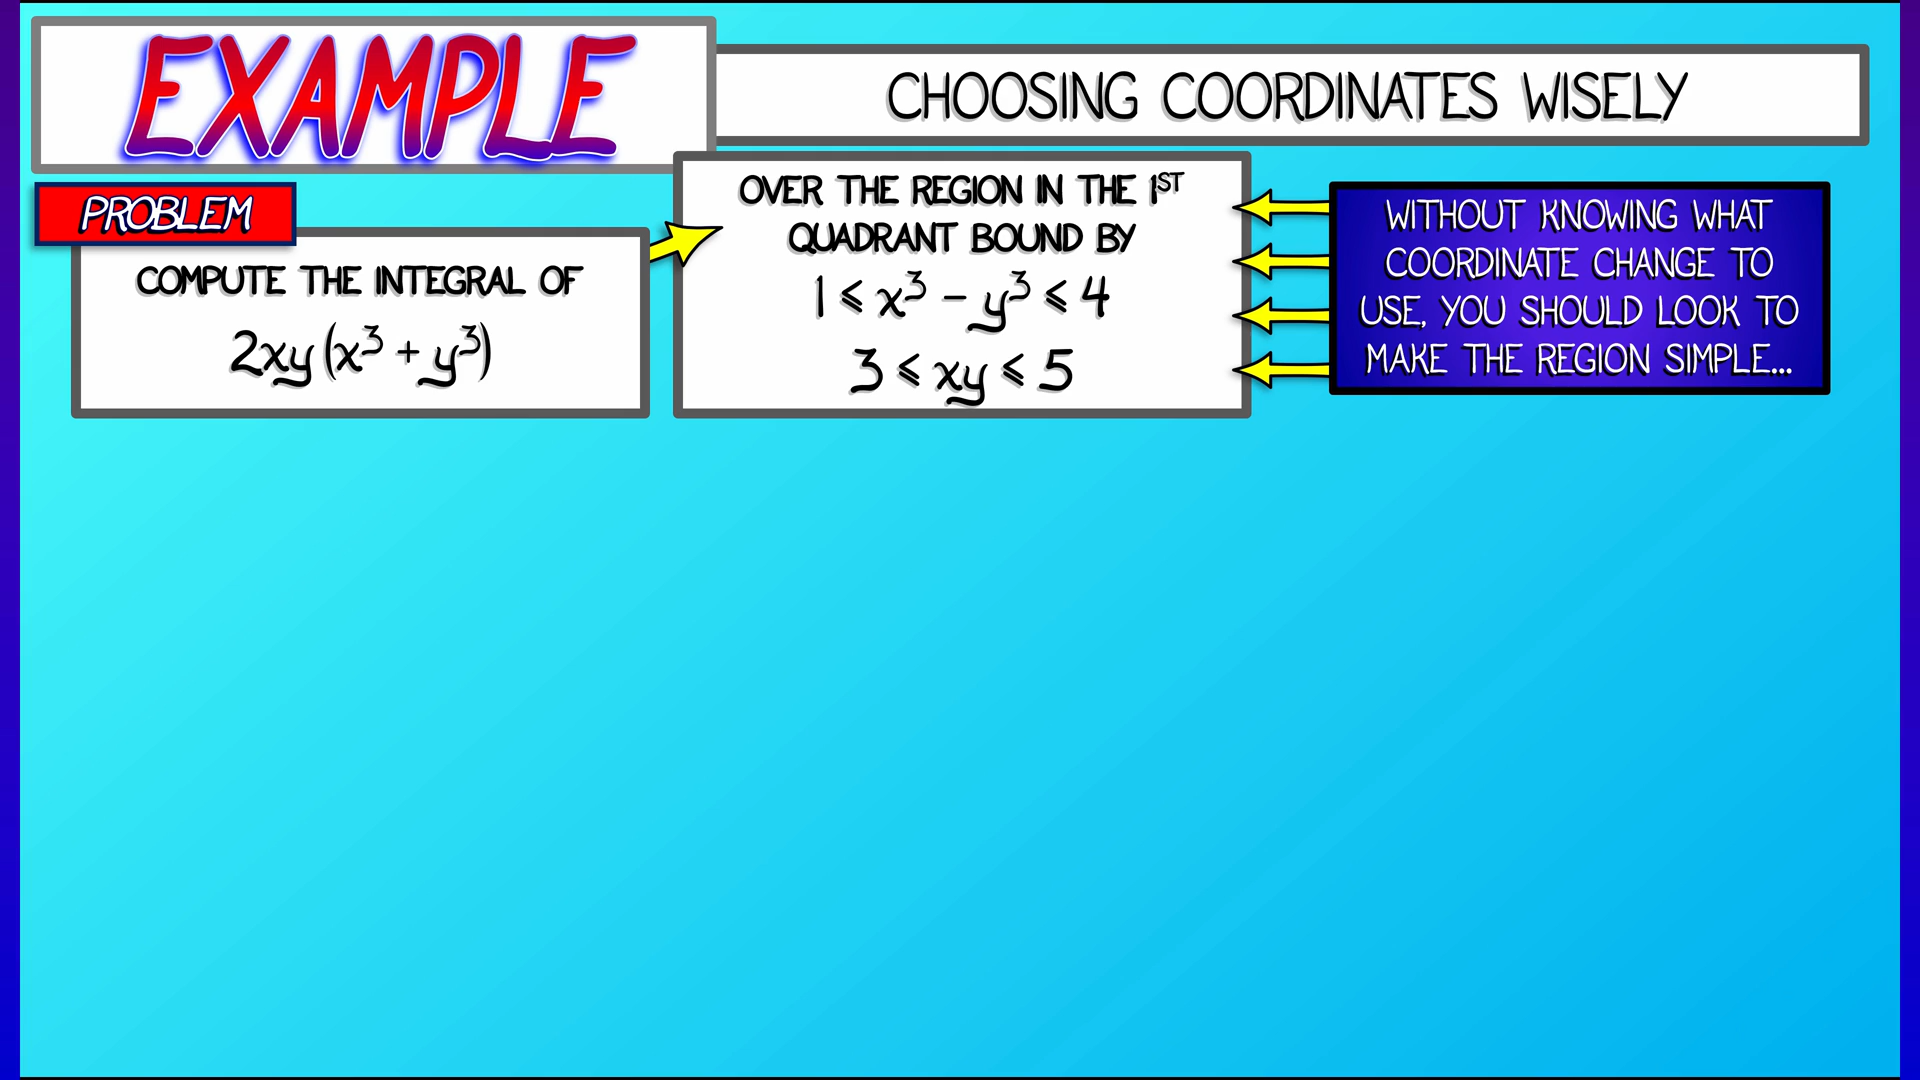 EXAMPLE
CHOOSING COORDINATES WISELY
PROBLEM
COMPUTE THE INTEGRAL OF
2xy(x³ + y³)
OVER THE REGION IN THE 1ST
QUADRANT BOUND BY
1 ⩽ x³ − y³ ⩽ 4
3 ⩽ xy ⩽ 5
WITHOUT KNOWING WHAT
COORDINATE CHANGE TO
USE, YOU SHOULD LOOK TO
MAKE THE REGION SIMPLE...